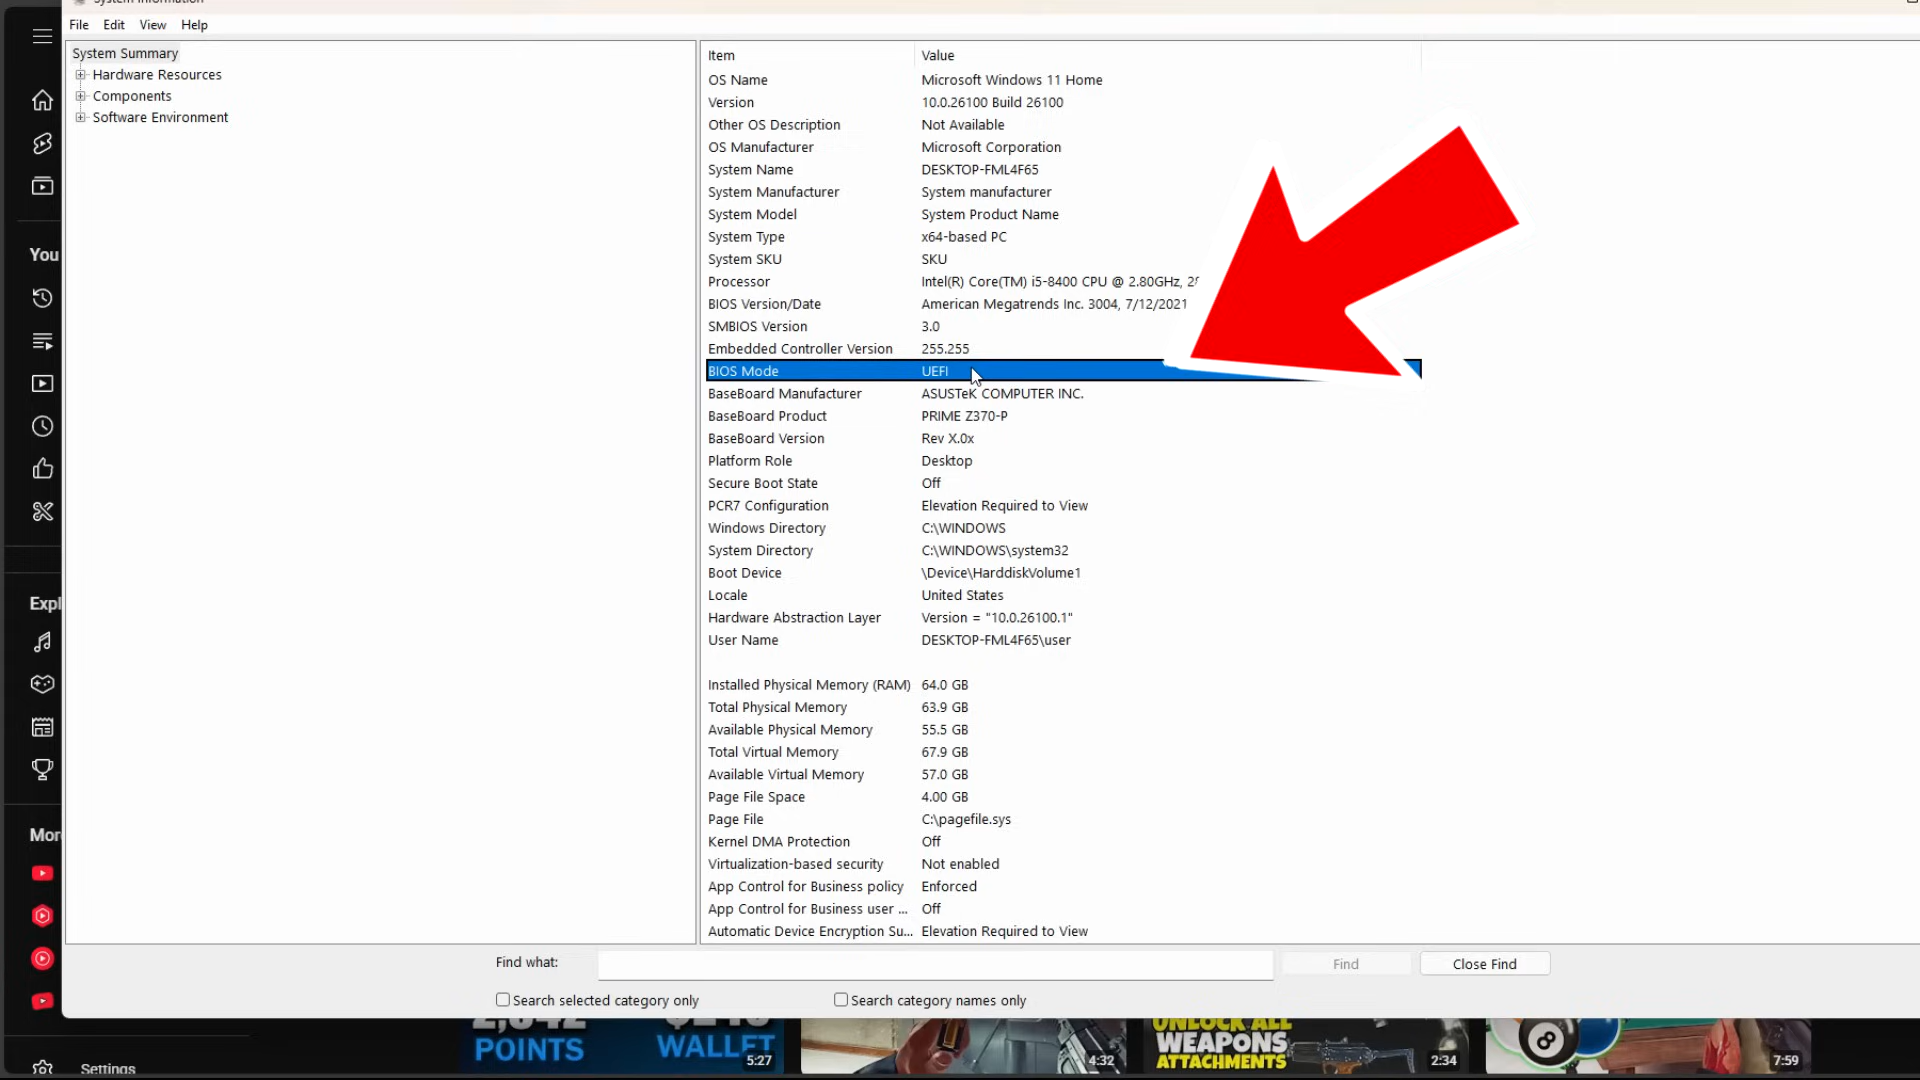 System Information
File Edit View Help
System Summary
Hardware Resources
Components
Software Environment
Item Value
OS Name Microsoft Windows 11 Home
Version 10.0.26100 Build 26100
Other OS Description Not Available
OS Manufacturer Microsoft Corporation
System Name DESKTOP-FML4F65
System Manufacturer System manufacturer
System Model System Product Name
System Type x64-based PC
System SKU SKU
Processor Intel(R) Core(TM) i5-8400 CPU @ 2.80GHz,
BIOS Version/Date American Megatrends Inc. 3004, 7/12/2021
SMBIOS Version 3.0
Embedded Controller Version 255.255
BIOS Mode UEFI
BaseBoard Manufacturer ASUSTeK COMPUTER INC.
BaseBoard Product PRIME Z370-P
BaseBoard Version Rev X.0x
Platform Role Desktop
Secure Boot State Off
PCR7 Configuration Elevation Required to View
Windows Directory C:\WINDOWS
System Directory C:\WINDOWS\system32
Boot Device \Device\HarddiskVolume1
Locale United States
Hardware Abstraction Layer Version = "10.0.26100.1"
User Name DESKTOP-FML4F65\user
Installed Physical Memory (RAM) 64.0 GB
Total Physical Memory 63.9 GB
Available Physical Memory 55.5 GB
Total Virtual Memory 67.9 GB
Available Virtual Memory 57.0 GB
Page File Space 4.00 GB
Page File C:\pagefile.sys
Kernel DMA Protection Off
Virtualization-based security Not enabled
App Control for Business policy Enforced
App Control for Business user ... Off
Automatic Device Encryption Su... Elevation Required to View
Find what: Find Close Find
Search selected category only Search category names only
You
Expl
Mor
Settings
POINTS WALLET 5:27
4:32
UNLOCK ALL
WEAPONS
ATTACHMENTS 2:34
8 7:59